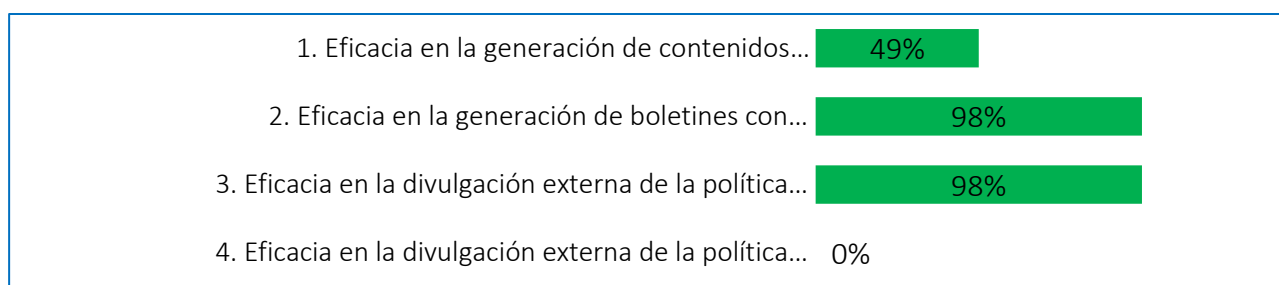 1. Eficacia en la generación de contenidos... 49%
2. Eficacia en la generación de boletines con... 98%
3. Eficacia en la divulgación externa de la política... 98%
4. Eficacia en la divulgación externa de la política... 0%